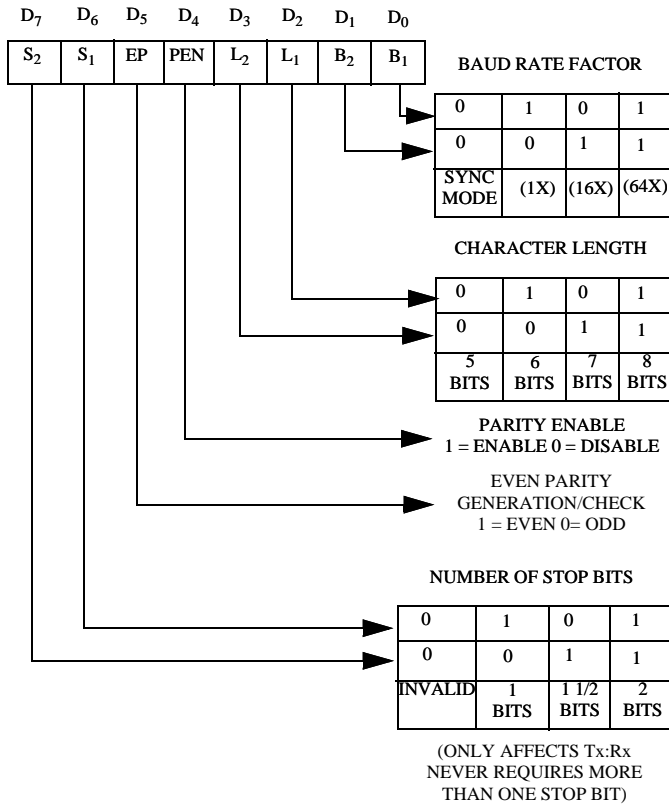 D7 D6 D5 D4 D3 D2 D1 D0
S2 S1 EP PEN L2 L1 B2 B1
BAUD RATE FACTOR
0 1 0 1
0 0 1 1
SYNC MODE (1X) (16X) (64X)
CHARACTER LENGTH
0 1 0 1
0 0 1 1
5 6 7 8
BITS BITS BITS BITS
PARITY ENABLE
1 = ENABLE 0 = DISABLE
EVEN PARITY
GENERATION/CHECK
1 = EVEN 0= ODD
NUMBER OF STOP BITS
0 1 0 1
0 0 1 1
INVALID 1 1 1/2 2
BITS BITS BITS
(ONLY AFFECTS Tx:Rx
NEVER REQUIRES MORE
THAN ONE STOP BIT)